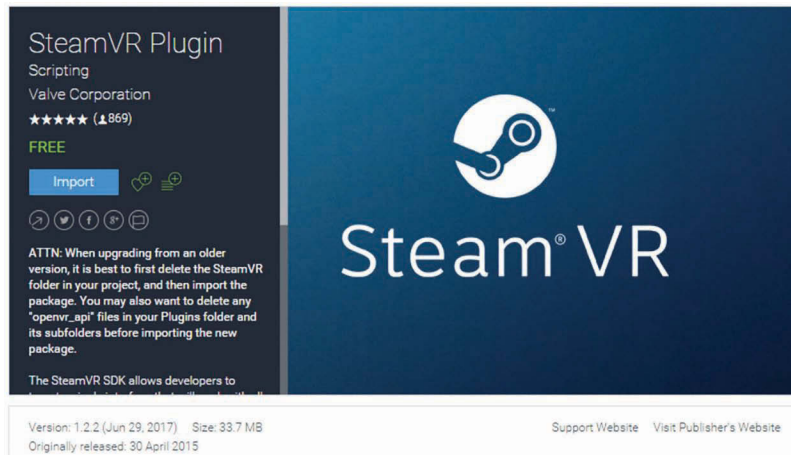 SteamVR Plugin
Scripting
Valve Corporation
★★★★★ (869)
FREE
Import
ATTN: When upgrading from an older
version, it is best to first delete the SteamVR
folder in your project, and then import the
package. You may also want to delete any
"openvr_api" files in your Plugins folder and
its subfolders before importing the new
package.
The SteamVR SDK allows developers to
Steam® VR
™
Version: 1.2.2 (Jun 29, 2017) Size: 33.7 MB
Originally released: 30 April 2015
Support Website Visit Publisher's Website